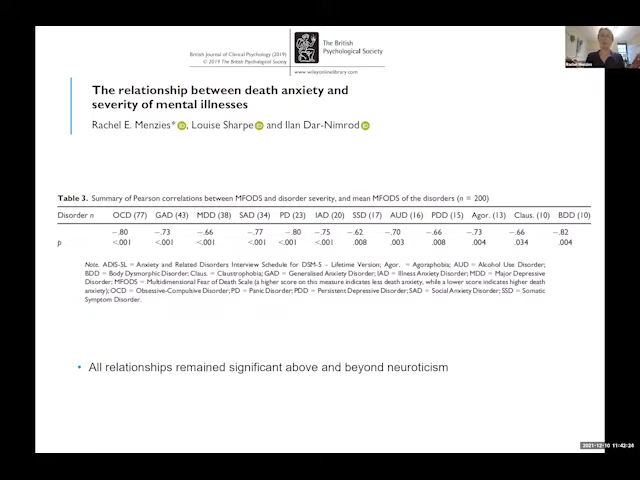 British Journal of Clinical Psychology (2019)
© 2019 The British Psychological Society
The British
Psychological Society
www.wileyonlinelibrary.com
The relationship between death anxiety and
severity of mental illnesses
Rachel E. Menzies*, Louise Sharpe and Ilan Dar-Nimrod
Table 3. Summary of Pearson correlations between MFODS and disorder severity, and mean MFODS of the disorders (n = 200)
Disorder n OCD (77) GAD (43) MDD (38) SAD (34) PD (23) IAD (20) SSD (17) AUD (16) PDD (15) Agor. (13) Claus. (10) BDD (10)
−.80 −.73 −.66 −.77 −.80 −.75 −.62 −.70 −.66 −.73 −.66 −.82
p <.001 <.001 <.001 <.001 <.001 <.001 .008 .003 .008 .004 .034 .004
Note. ADIS-5L = Anxiety and Related Disorders Interview Schedule for DSM-5 – Lifetime Version; Agor. = Agoraphobia; AUD = Alcohol Use Disorder;
BDD = Body Dysmorphic Disorder; Claus. = Claustrophobia; GAD = Generalised Anxiety Disorder; IAD = Illness Anxiety Disorder; MDD = Major Depressive
Disorder; MFODS = Multidimensional Fear of Death Scale (a higher score on this measure indicates less death anxiety, while a lower score indicates higher death
anxiety); OCD = Obsessive-Compulsive Disorder; PD = Panic Disorder; PDD = Persistent Depressive Disorder; SAD = Social Anxiety Disorder; SSD = Somatic
Symptom Disorder.
• All relationships remained significant above and beyond neuroticism
Rachel Menzies
2021-12-10 11:42:24